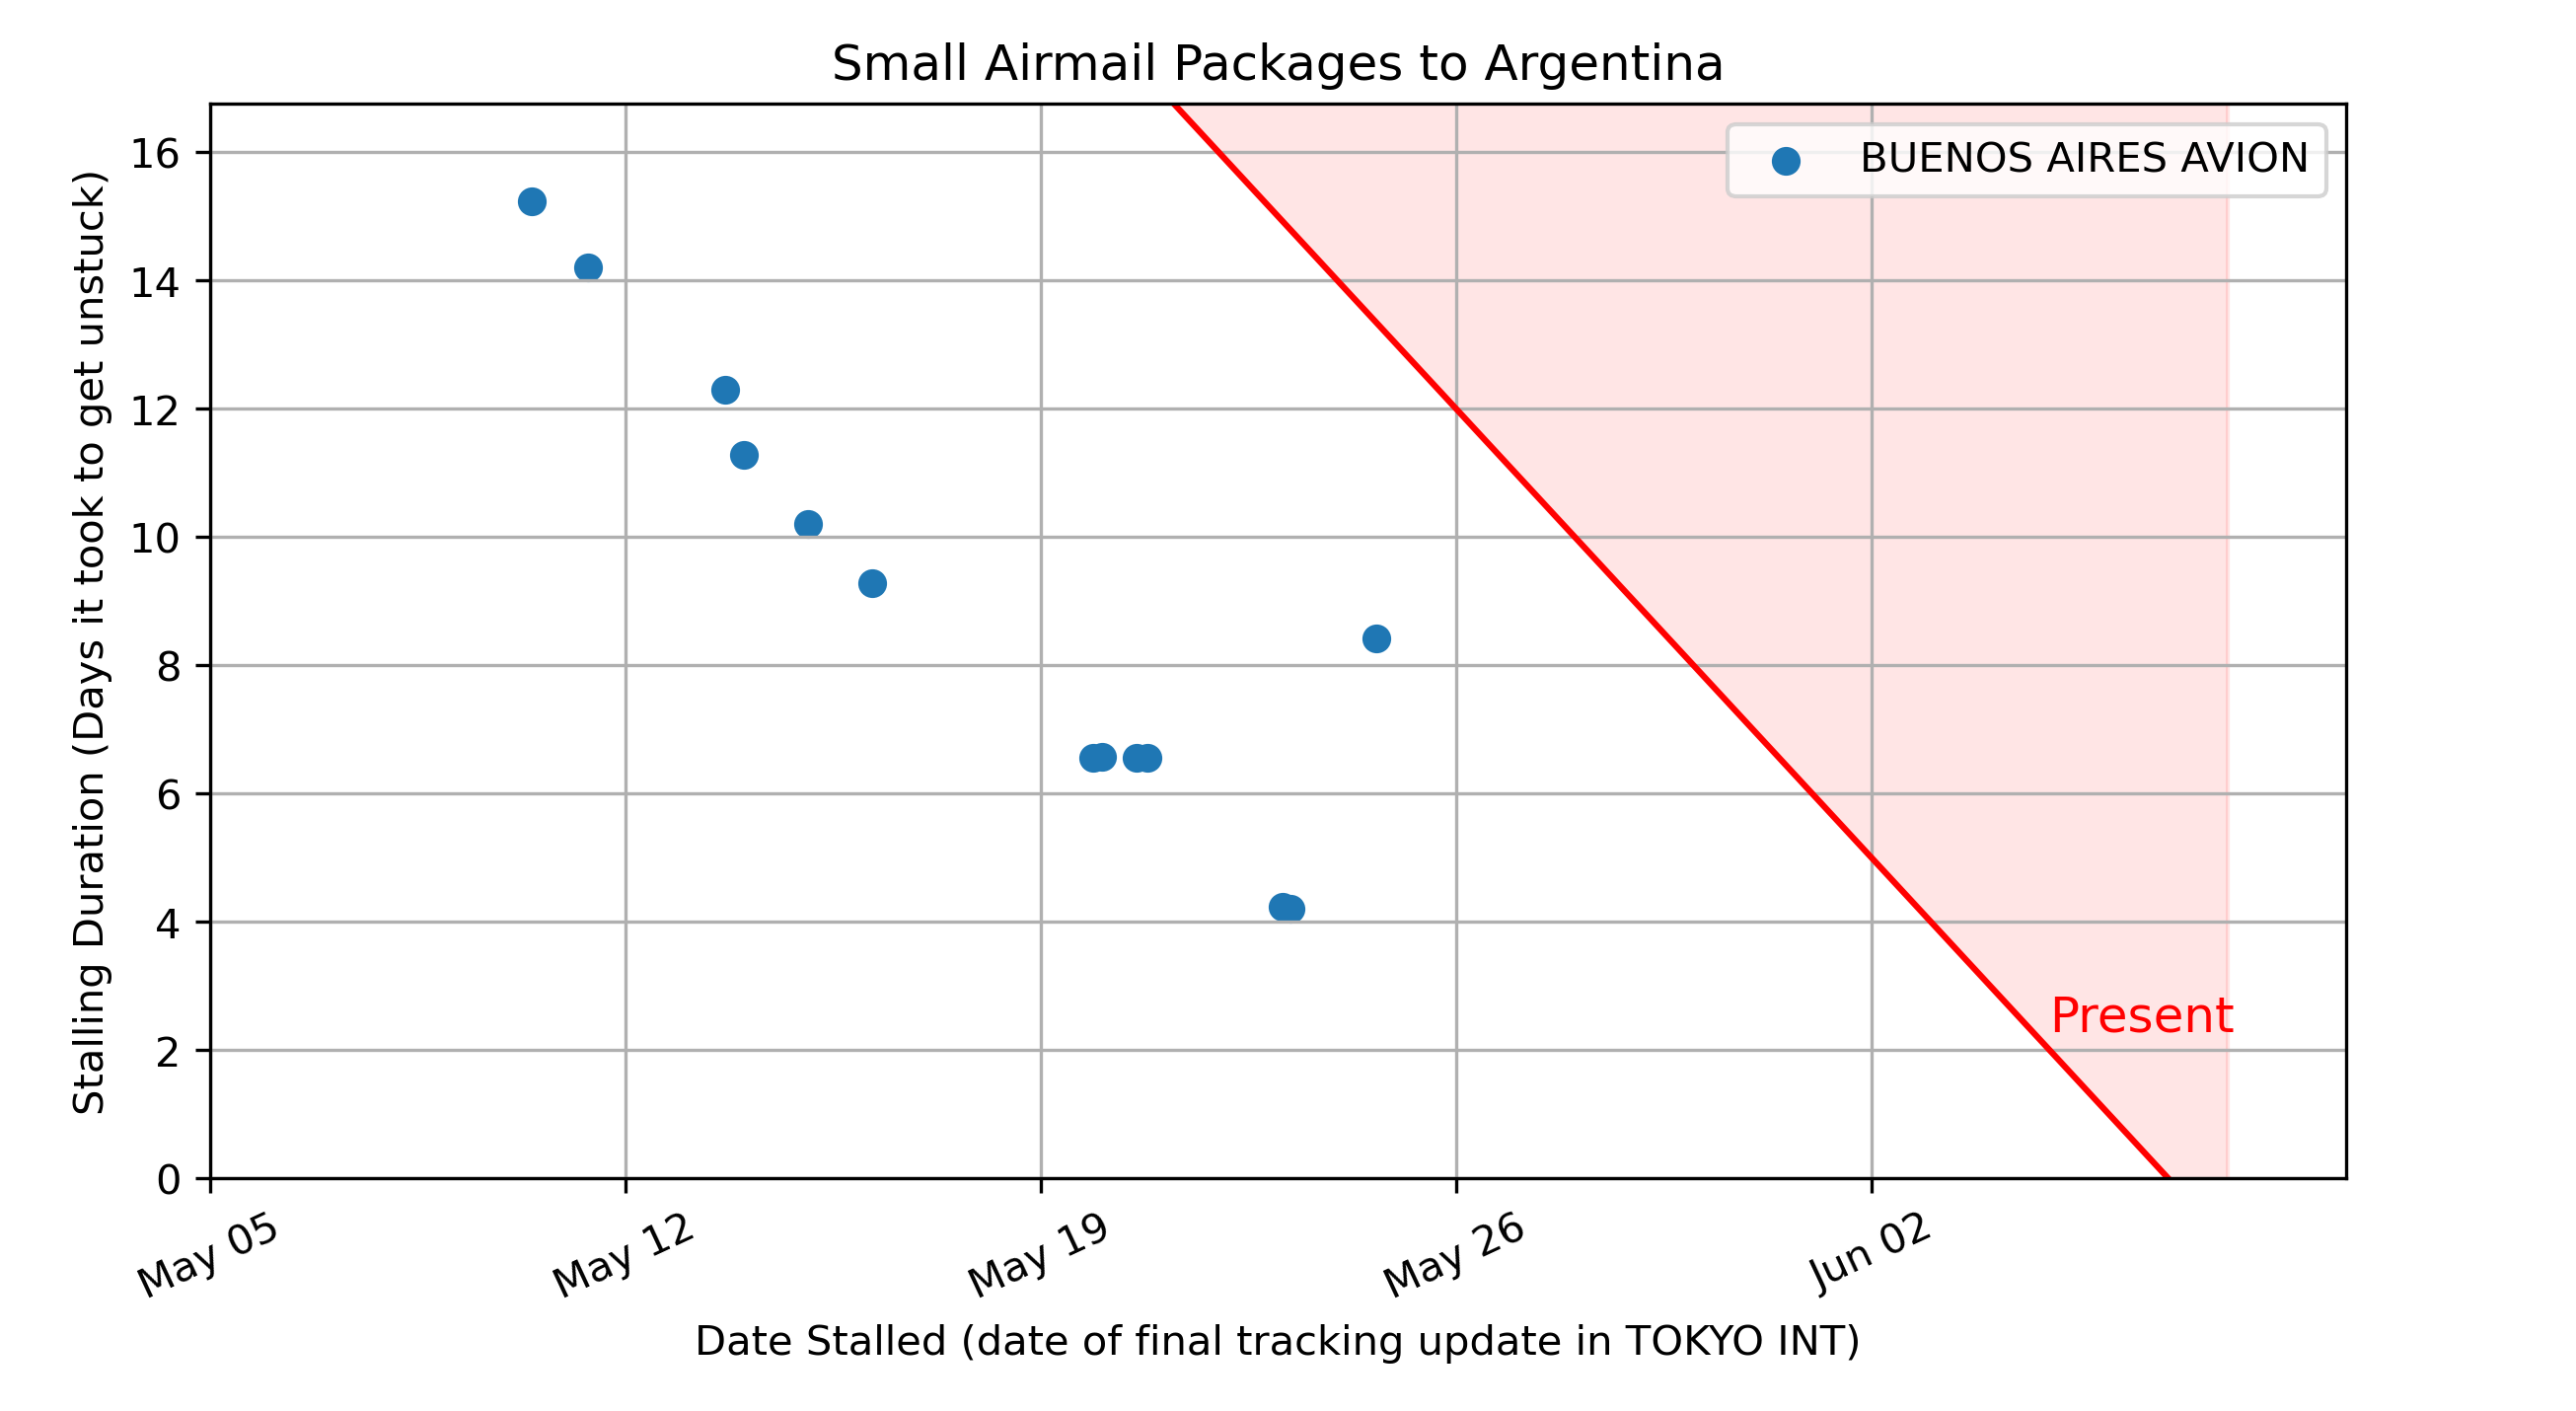 Small Airmail Packages to Argentina
BUENOS AIRES AVION
Stalling Duration (Days it took to get unstuck)
16
14
12
10
8
6
4
2
0
Present
May 05
May 12
May 19
May 26
Jun 02
Date Stalled (date of final tracking update in TOKYO INT)